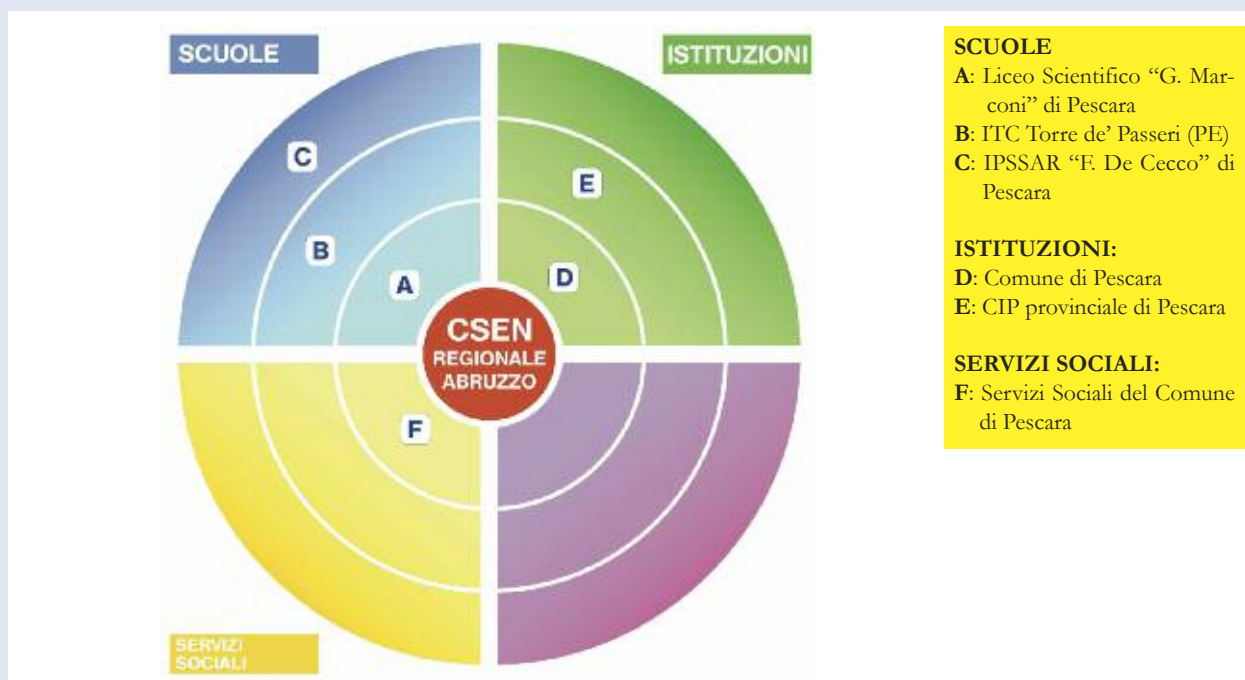 SCUOLE
ISTITUZIONI
C
E
B
A
D
CSEN
REGIONALE
ABRUZZO
F
SERVIZI
SOCIALI
SCUOLE
A: Liceo Scientifico “G. Mar-
coni” di Pescara
B: ITC Torre de’ Passeri (PE)
C: IPSSAR “F. De Cecco” di
Pescara
ISTITUZIONI:
D: Comune di Pescara
E: CIP provinciale di Pescara
SERVIZI SOCIALI:
F: Servizi Sociali del Comune
di Pescara